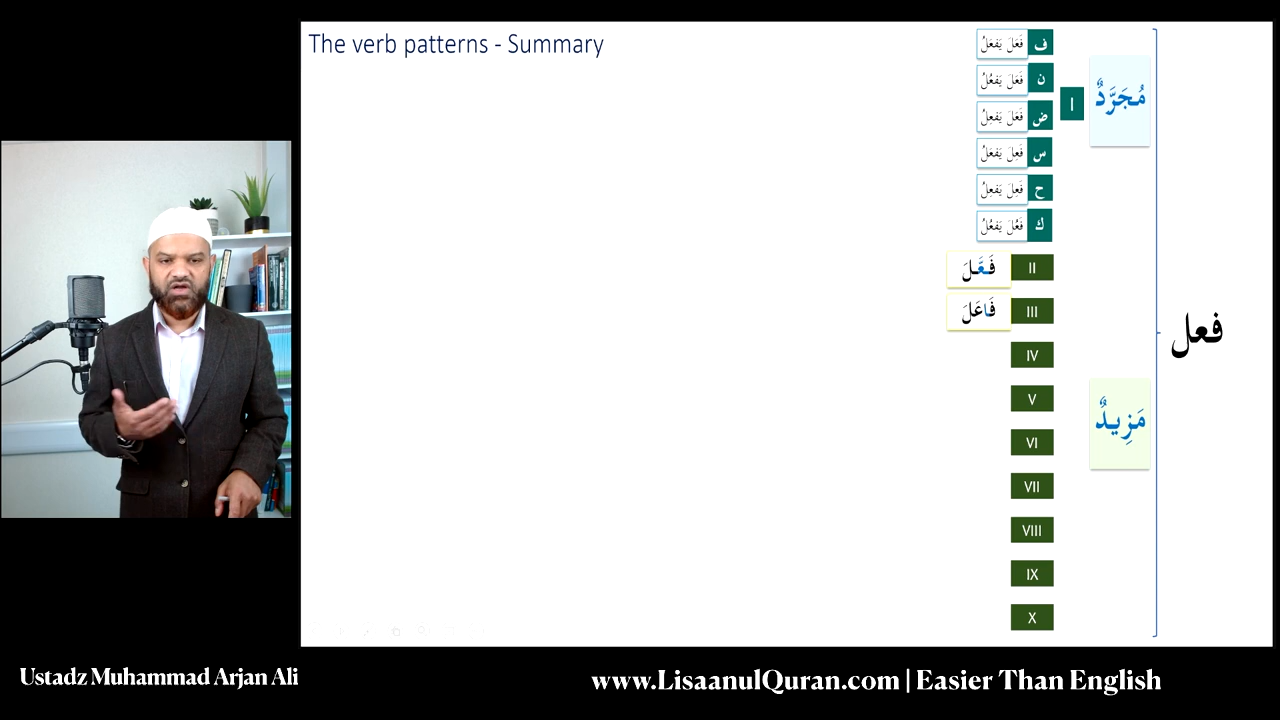 The verb patterns - Summary
ف فَعَلَ يَفعَلُ
ن فَعَلَ يَفعُلُ
ض فَعَلَ يَفعِلُ
س فَعِلَ يَفعَلُ
ح فَعِلَ يَفعِلُ
ك فَعُلَ يَفعُلُ
I
مُجَرَّدٌ
II فَعَّلَ
III فَاعَلَ
IV
V
VI
VII
VIII
IX
X
مَزِيدٌ
فعل
Ustadz Muhammad Arjan Ali
www.LisaanulQuran.com | Easier Than English